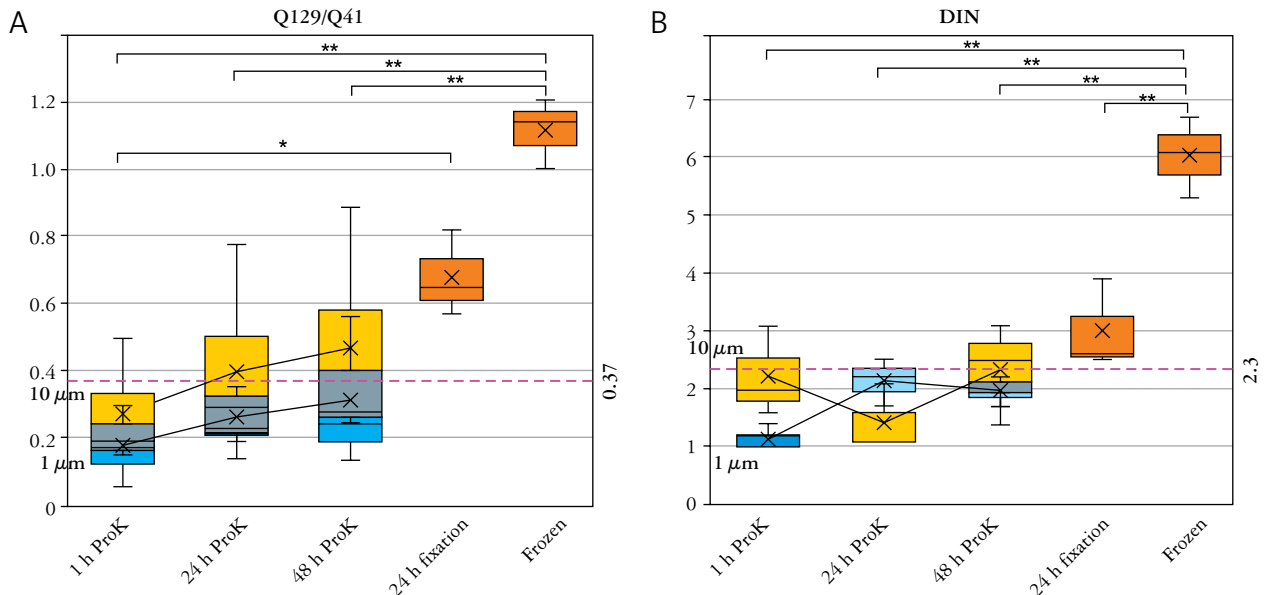 A
Q129/Q41
**
**
**
*
1.2
1.0
0.8
0.6
0.4
0.2
0
10 μm
1 μm
0.37
1 h ProK
24 h ProK
48 h ProK
24 h fixation
Frozen
B
DIN
**
**
**
**
7
6
5
4
3
2
1
0
10 μm
1 μm
2.3
1 h ProK
24 h ProK
48 h ProK
24 h fixation
Frozen